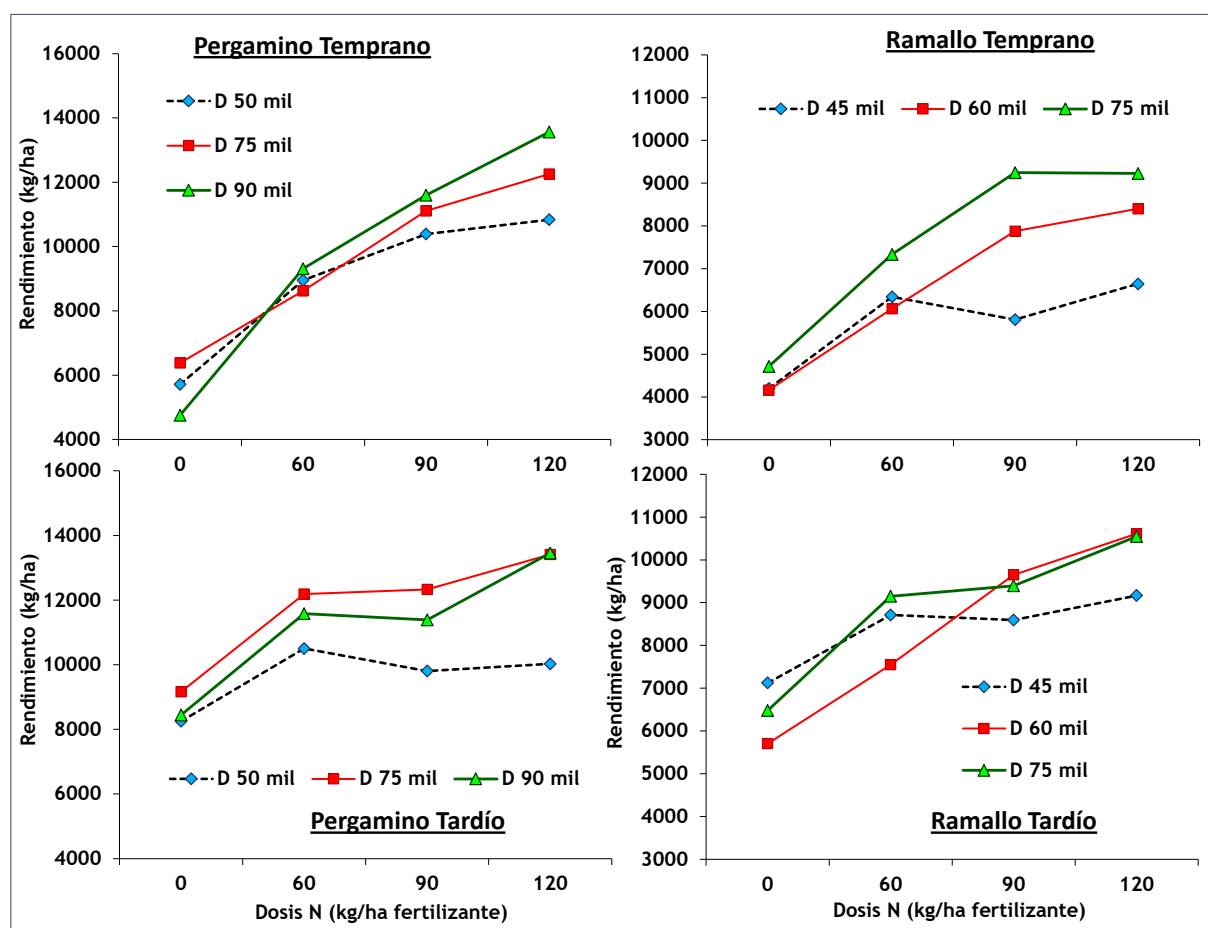 Pergamino Temprano
Rendimiento (kg/ha)
16000
14000
12000
10000
8000
6000
4000
D 50 mil
D 75 mil
D 90 mil
0 60 90 120
Ramallo Temprano
12000
11000
10000
9000
8000
7000
6000
5000
4000
3000
D 45 mil D 60 mil D 75 mil
0 60 90 120
Rendimiento (kg/ha)
16000
14000
12000
10000
8000
6000
4000
D 50 mil D 75 mil D 90 mil
Pergamino Tardío
0 60 90 120
Dosis N (kg/ha fertilizante)
Rendimiento (kg/ha)
12000
11000
10000
9000
8000
7000
6000
5000
4000
3000
D 45 mil
D 60 mil
D 75 mil
Ramallo Tardío
0 60 90 120
Dosis N (kg/ha fertilizante)